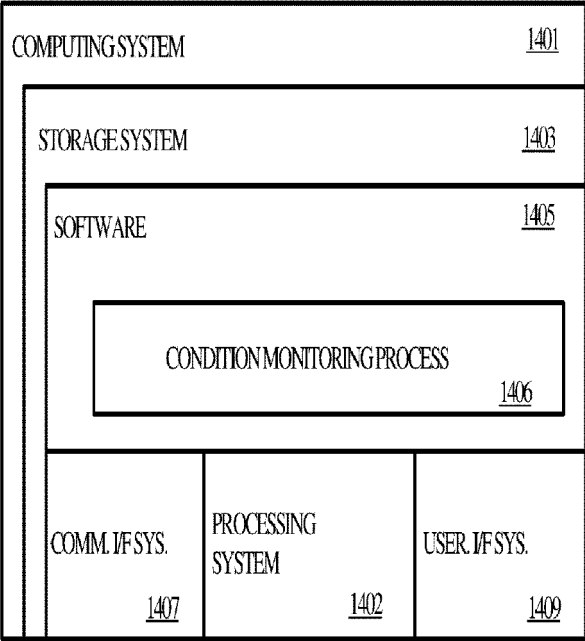 COMPUTING SYSTEM 1401
STORAGE SYSTEM 1403
SOFTWARE 1405
CONDITION MONITORING PROCESS
1406
COMM. I/F SYS.
1407
PROCESSING
SYSTEM
1402
USER. I/F SYS.
1409